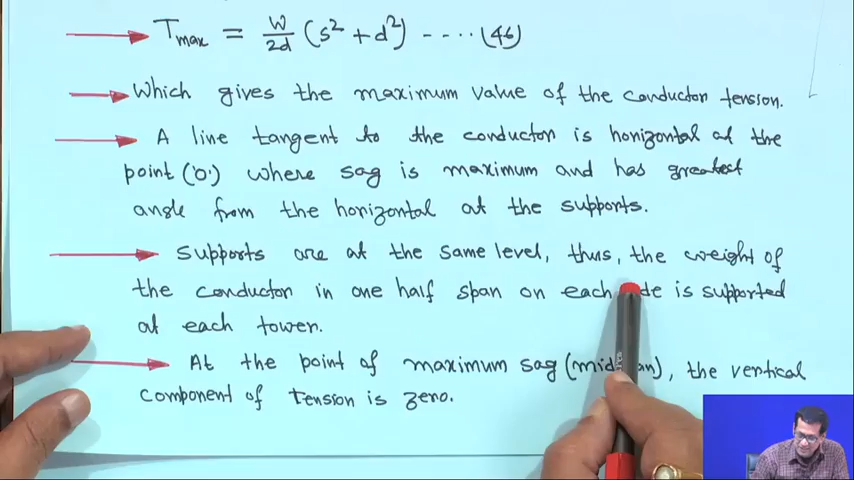 Tmax = W/2d (s² + d²) ---- (46)
Which gives the maximum value of the conductor tension.
A line tangent to the conductor is horizontal at the
point ('0') where sag is maximum and has greatest
angle from the horizontal at the supports.
Supports are at the same level, thus, the weight of
the conductor in one half span on each is supported
at each tower.
At the point of maximum sag (mid), the vertical
component of tension is zero.